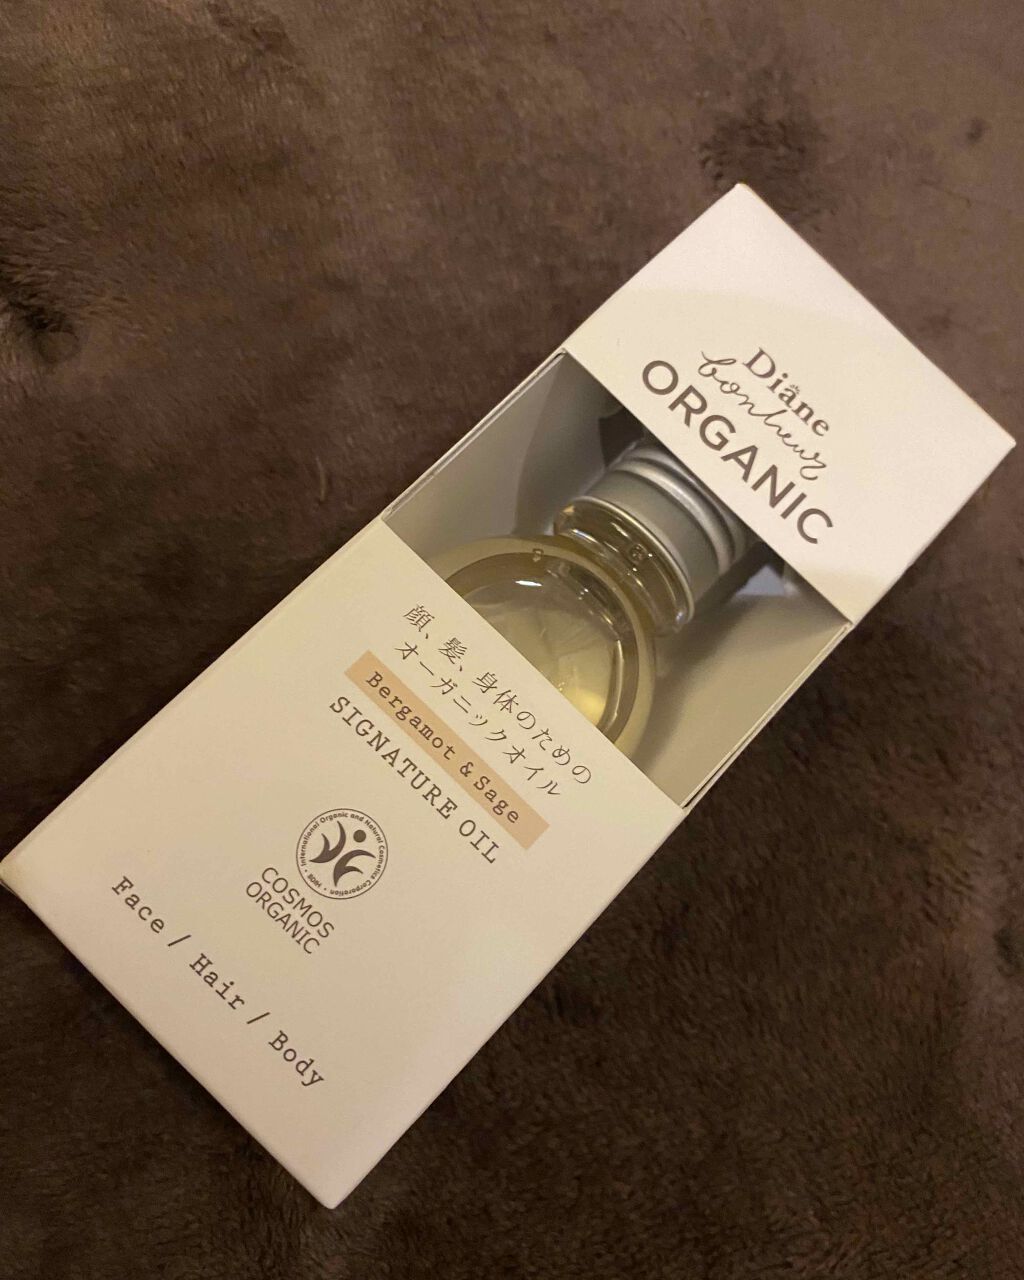 Diane
bonheur
ORGANIC
顔、髪、身体のための
オーガニックオイル
Bergamot & Sage
SIGNATURE OIL
International Organic and Natural Cosmetics Corporation
COSMOS
ORGANIC
Face / Hair / Body